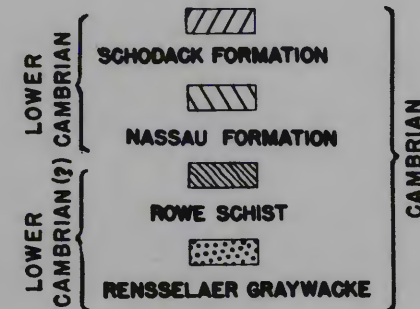 LOWER
CAMBRIAN
SCHODACK FORMATION
NASSAU FORMATION
LOWER
CAMBRIAN(?)
ROWE SCHIST
RENSSELAER GRAYWACKE
CAMBRIAN